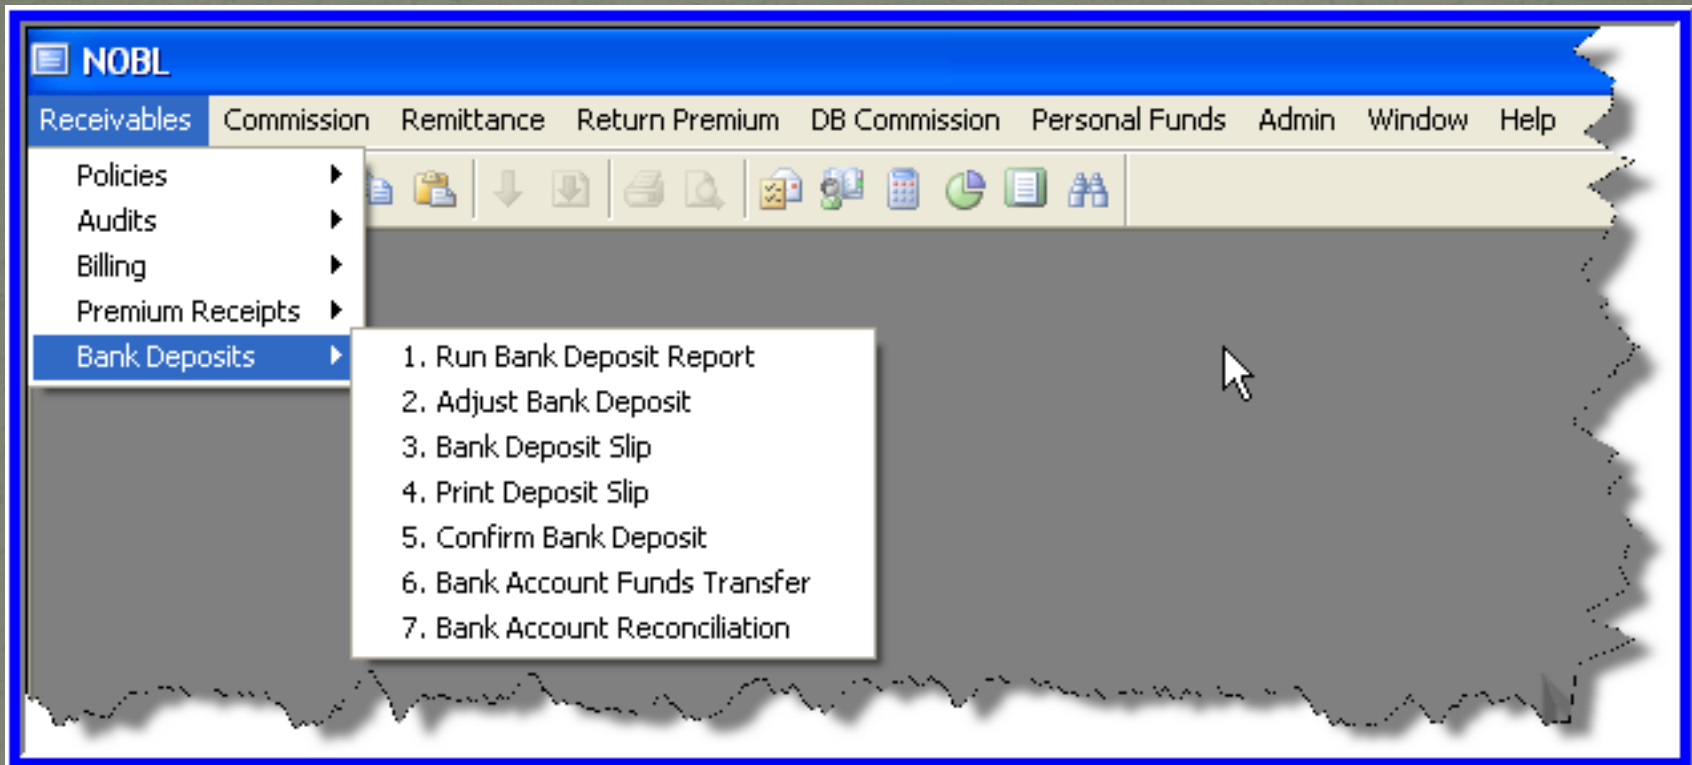 NOBL
Receivables Commission Remittance Return Premium DB Commission Personal Funds Admin Window Help
Policies
Audits
Billing
Premium Receipts
Bank Deposits
1. Run Bank Deposit Report
2. Adjust Bank Deposit
3. Bank Deposit Slip
4. Print Deposit Slip
5. Confirm Bank Deposit
6. Bank Account Funds Transfer
7. Bank Account Reconciliation